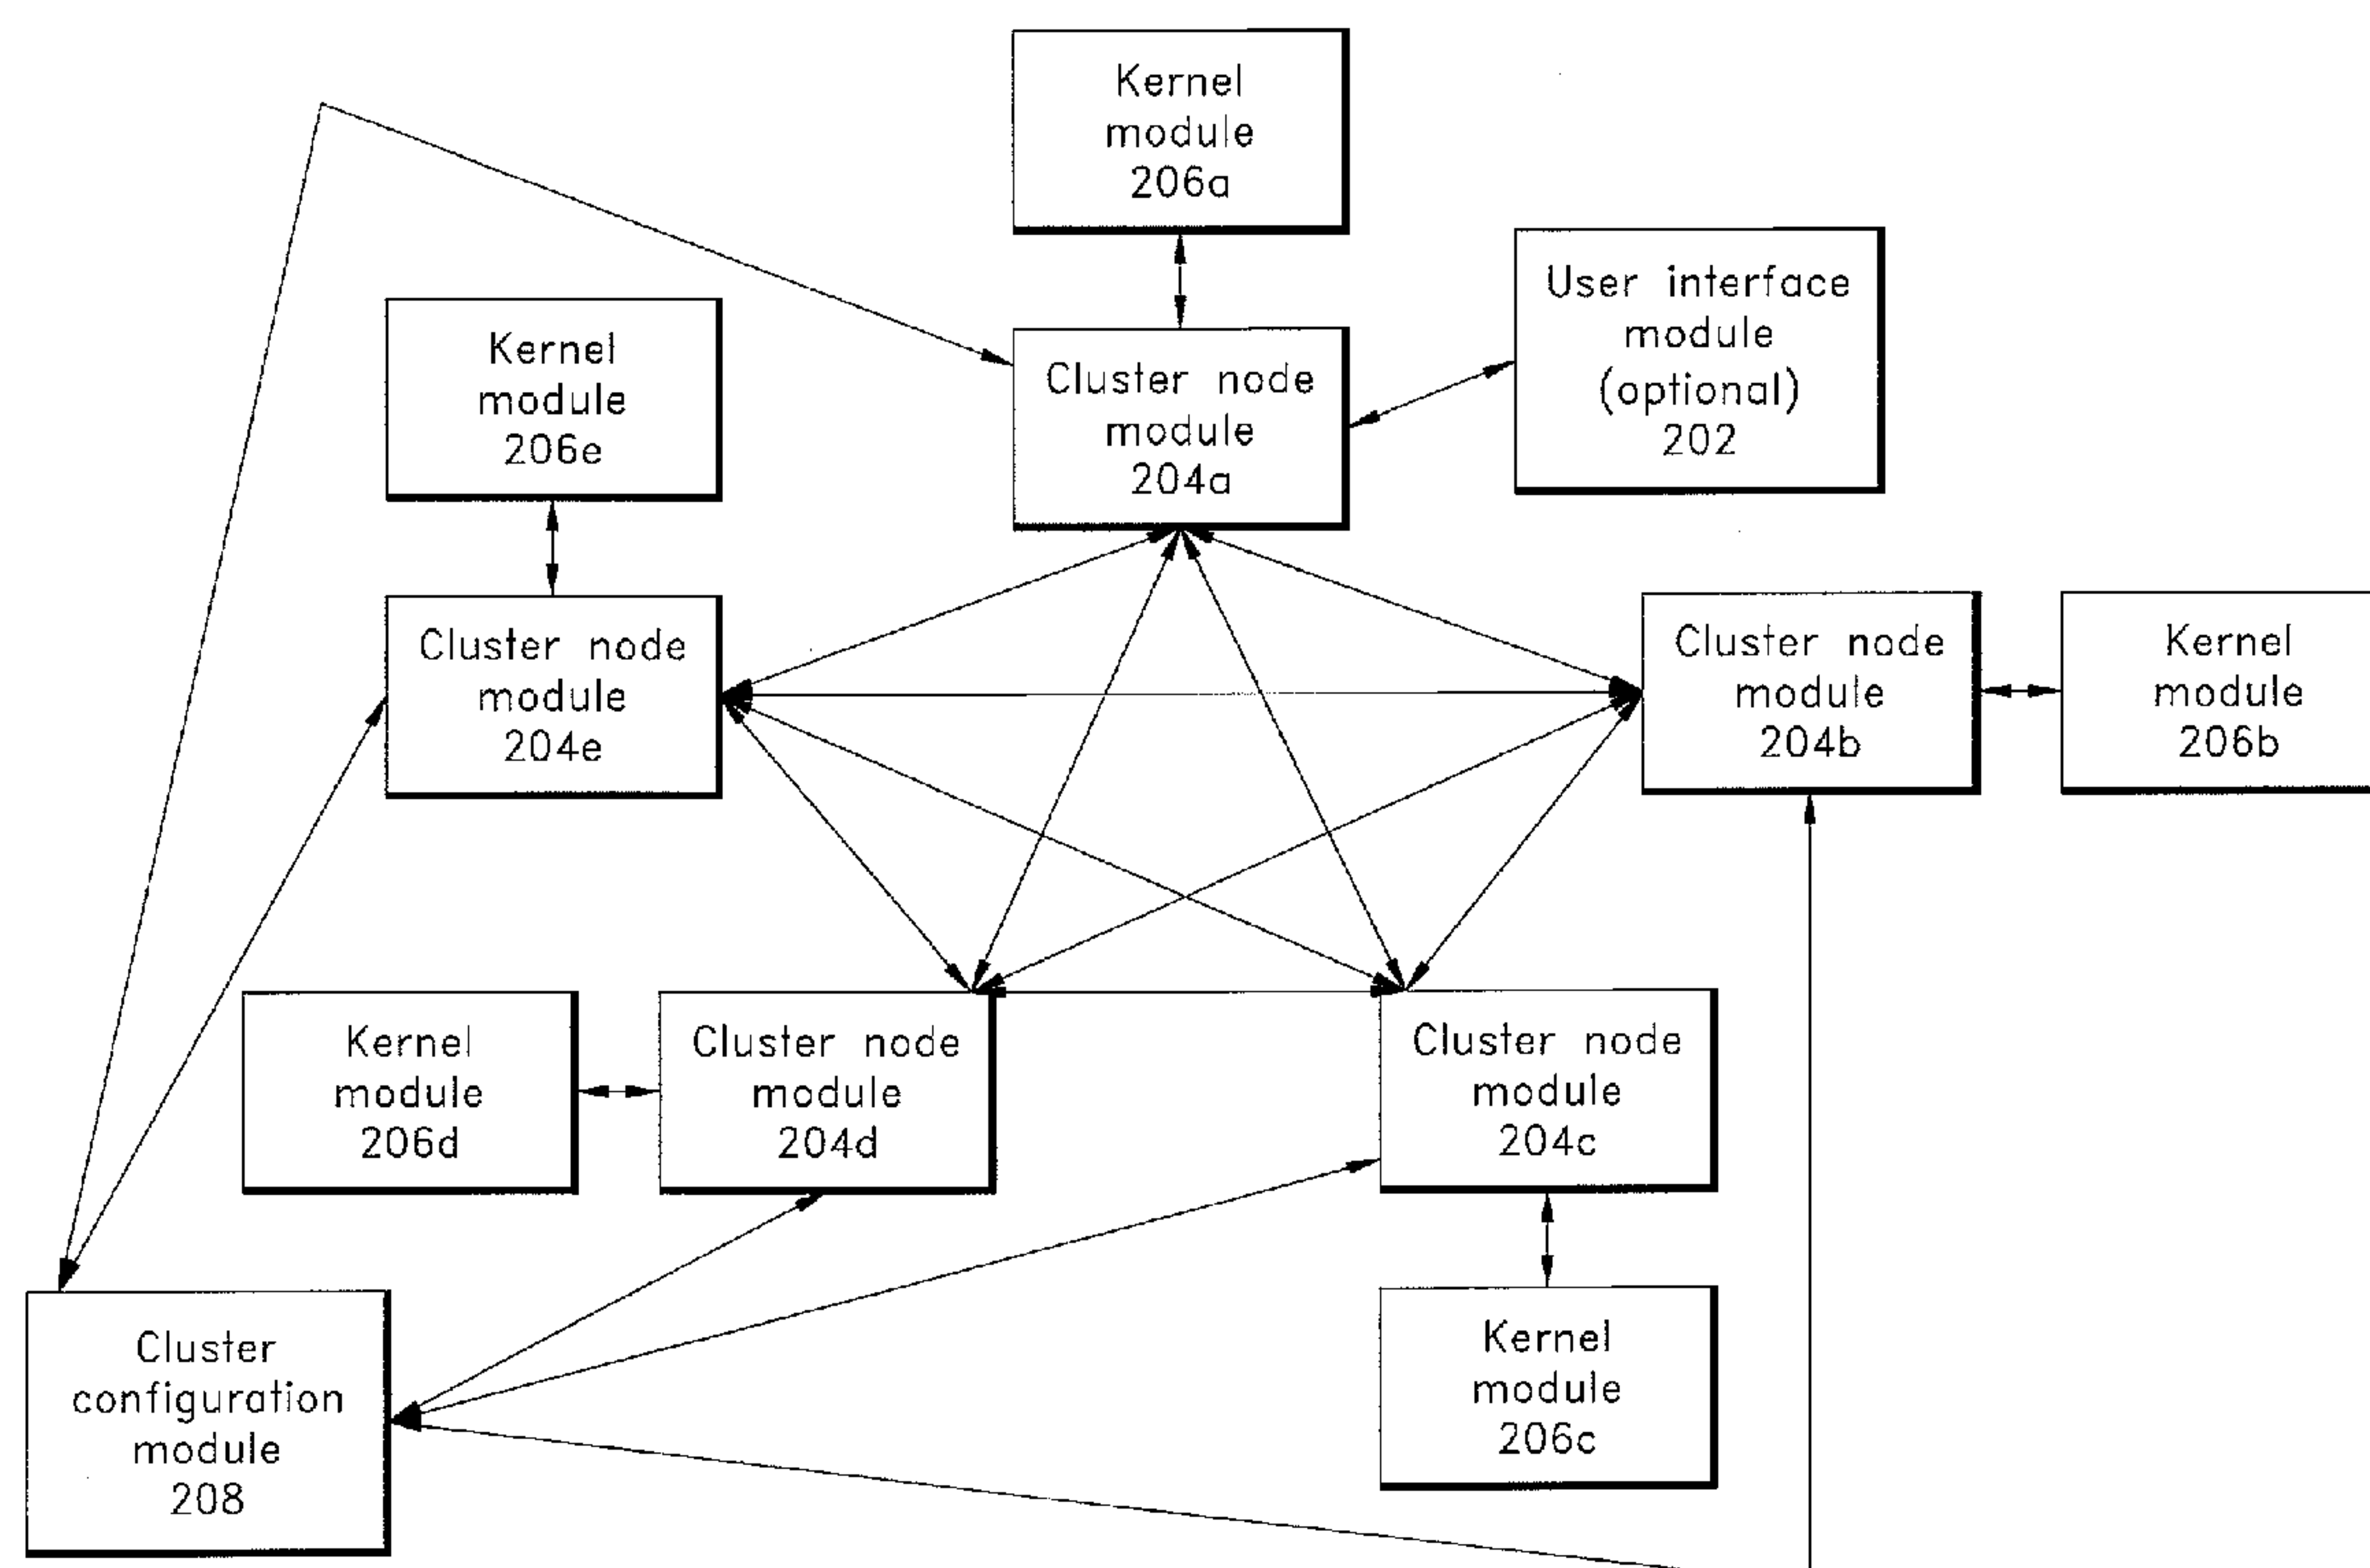 Kernel
module
206a
User interface
module
(optional)
202
Kernel
module
206e
Cluster node
module
204a
Cluster node
module
204e
Cluster node
module
204b
Kernel
module
206b
Kernel
module
206d
Cluster node
module
204d
Cluster node
module
204c
Cluster
configuration
module
208
Kernel
module
206c